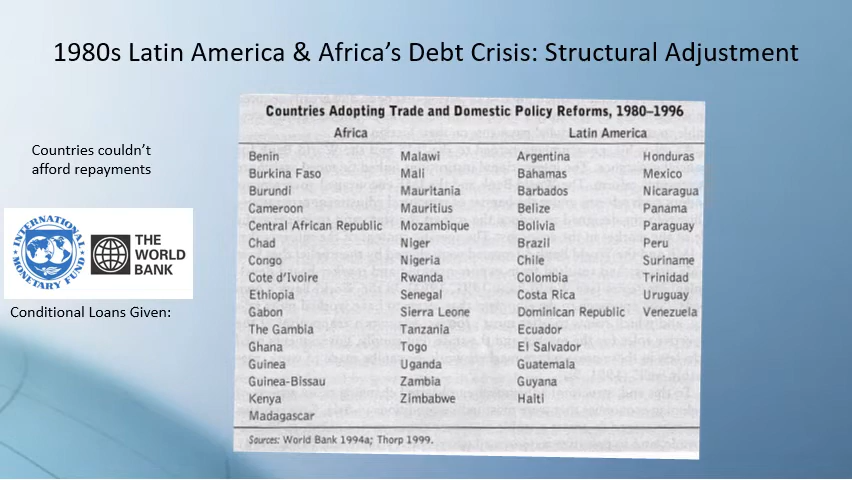 1980s Latin America & Africa's Debt Crisis: Structural Adjustment
Countries couldn't
afford repayments
INTERNATIONAL MONETARY FUND
THE
WORLD
BANK
Conditional Loans Given:
Countries Adopting Trade and Domestic Policy Reforms, 1980–1996
Africa Latin America
Benin Malawi Argentina Honduras
Burkina Faso Mali Bahamas Mexico
Burundi Mauritania Barbados Nicaragua
Cameroon Mauritius Belize Panama
Central African Republic Mozambique Bolivia Paraguay
Chad Niger Brazil Peru
Congo Nigeria Chile Suriname
Cote d'Ivoire Rwanda Colombia Trinidad
Ethiopia Senegal Costa Rica Uruguay
Gabon Sierra Leone Dominican Republic Venezuela
The Gambia Tanzania Ecuador
Ghana Togo El Salvador
Guinea Uganda Guatemala
Guinea-Bissau Zambia Guyana
Kenya Zimbabwe Haiti
Madagascar
Sources: World Bank 1994a; Thorp 1999.